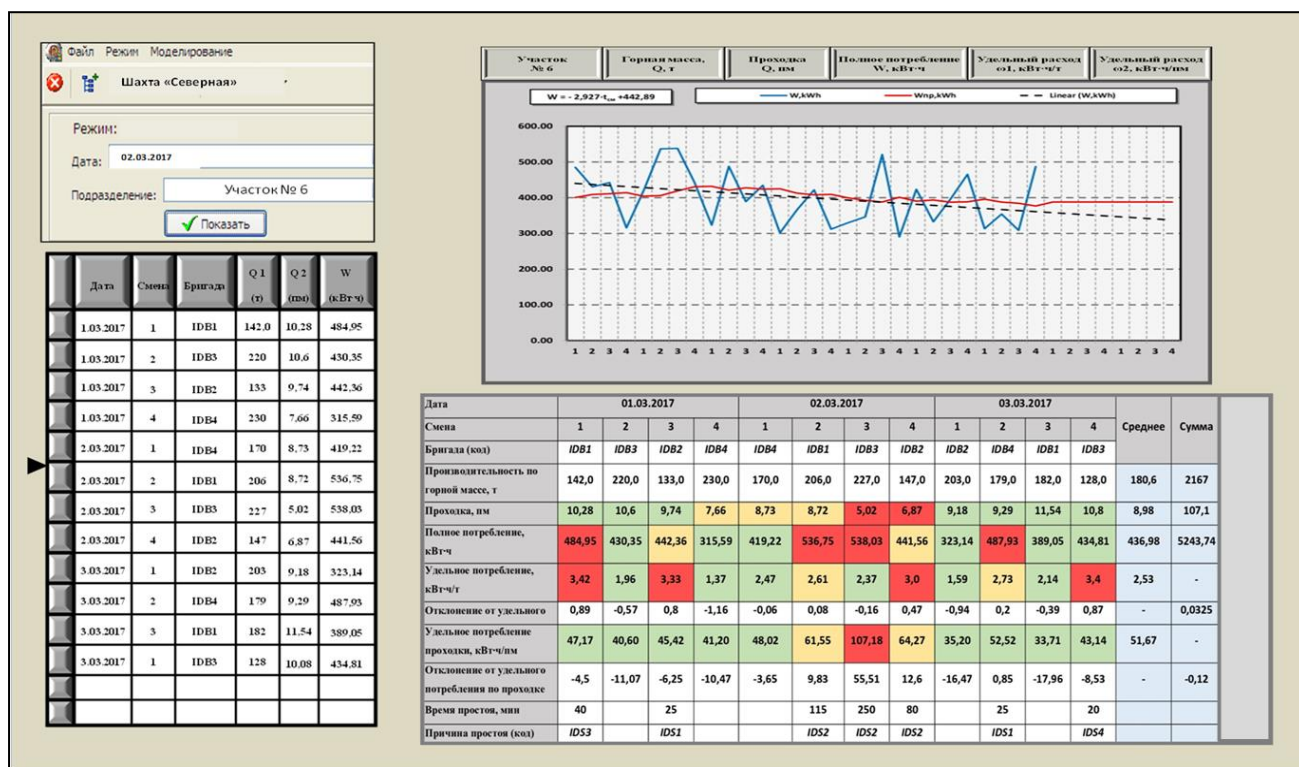 Файл Режим Моделирование
Шахта «Северная»
Режим:
Дата: 02.03.2017
Подразделение: Участок № 6
Показать
Дата Смена Бригада Q 1 (т) Q 2 (пм) W (кВт·ч)
1.03.2017 1 IDB1 142,0 10,28 484,95
1.03.2017 2 IDB3 220 10,6 430,35
1.03.2017 3 IDB2 133 9,74 442,36
1.03.2017 4 IDB4 230 7,66 315,59
2.03.2017 1 IDB4 170 8,73 419,22
2.03.2017 2 IDB1 206 8,72 536,75
2.03.2017 3 IDB3 227 5,02 538,03
2.03.2017 4 IDB2 147 6,87 441,56
3.03.2017 1 IDB2 203 9,18 323,14
3.03.2017 2 IDB4 179 9,29 487,93
3.03.2017 3 IDB1 182 11,54 389,05
3.03.2017 1 IDB3 128 10,08 434,81
Участок № 6
Горная масса, Q, т
Проходка Q, пм
Полное потребление W, кВт·ч
Удельный расход ω1, кВт·ч/т
Удельный расход ω2, кВт·ч/пм
W = - 2,927·tсм +442,89
W,kWh Wnp,kWh Linear (W,kWh)
600.00
500.00
400.00
300.00
200.00
100.00
0.00
1 2 3 4 1 2 3 4 1 2 3 4 1 2 3 4 1 2 3 4 1 2 3 4 1 2 3 4 1 2 3 4 1 2 3 4
Дата 01.03.2017 02.03.2017 03.03.2017 Среднее Сумма
Смена 1 2 3 4 1 2 3 4 1 2 3 4
Бригада (код) IDB1 IDB3 IDB2 IDB4 IDB4 IDB1 IDB3 IDB2 IDB2 IDB4 IDB1 IDB3
Производительность по
горной массе, т 142,0 220,0 133,0 230,0 170,0 206,0 227,0 147,0 203,0 179,0 182,0 128,0 180,6 2167
Проходка, пм 10,28 10,6 9,74 7,66 8,73 8,72 5,02 6,87 9,18 9,29 11,54 10,8 8,98 107,1
Полное потребление,
кВт·ч 484,95 430,35 442,36 315,59 419,22 536,75 538,03 441,56 323,14 487,93 389,05 434,81 436,98 5243,74
Удельное потребление,
кВт·ч/т 3,42 1,96 3,33 1,37 2,47 2,61 2,37 3,0 1,59 2,73 2,14 3,4 2,53 -
Отклонение от удельного 0,89 -0,57 0,8 -1,16 -0,06 0,08 -0,16 0,47 -0,94 0,2 -0,39 0,87 - 0,0325
Удельное потребление
проходки, кВт·ч/пм 47,17 40,60 45,42 41,20 48,02 61,55 107,18 64,27 35,20 52,52 33,71 43,14 51,67 -
Отклонение от удельного
потребления по проходке -4,5 -11,07 -6,25 -10,47 -3,65 9,83 55,51 12,6 -16,47 0,85 -17,96 -8,53 - -0,12
Время простоя, мин 40 25 115 250 80 25 20
Причина простоя (код) IDS3 IDS1 IDS2 IDS2 IDS2 IDS1 IDS4